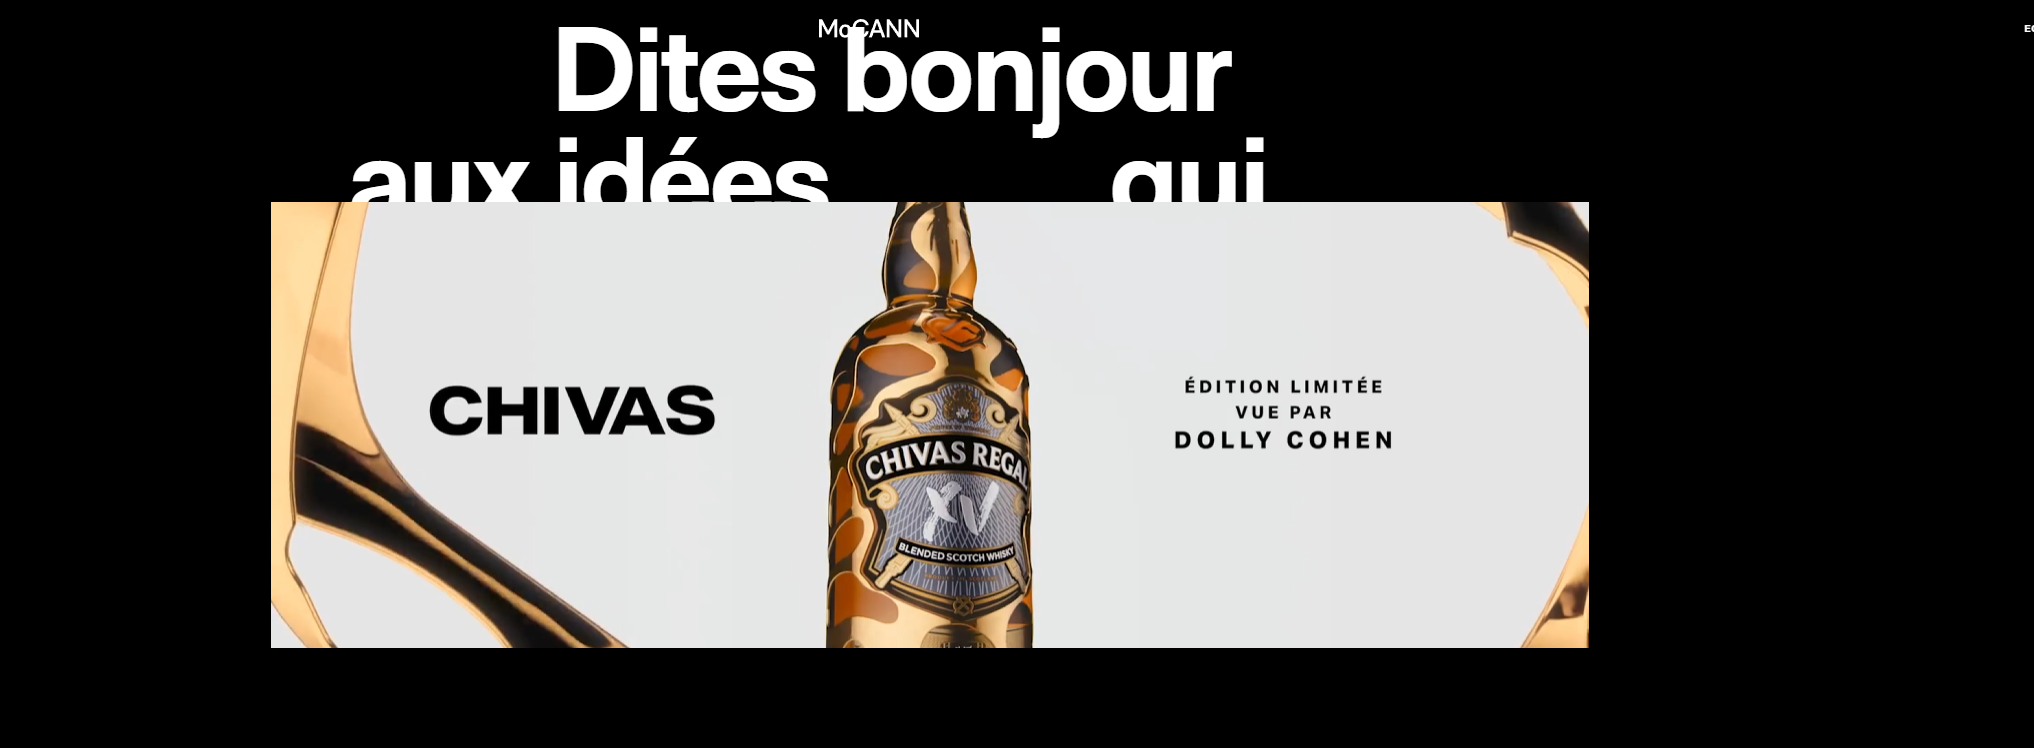 McCANN
Dites bonjour
aux idées qui
CHIVAS
ÉDITION LIMITÉE
VUE PAR
DOLLY COHEN
CHIVAS REGAL
XV
BLENDED SCOTCH WHISKY